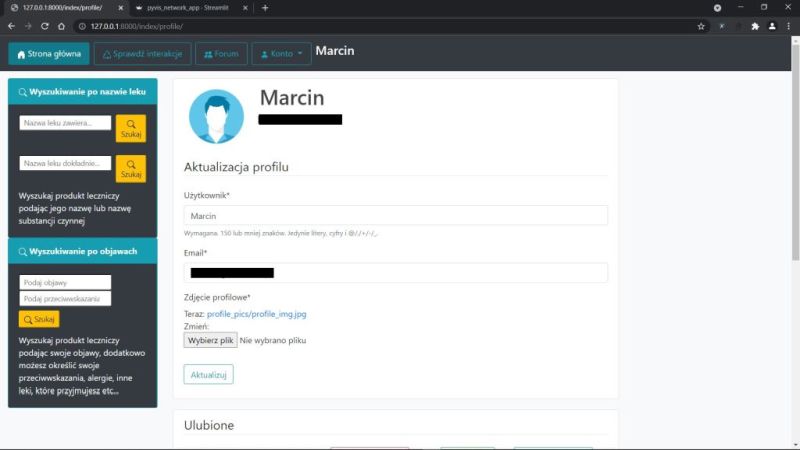 127.0.0.1:8000/index/profile/
pyvis_network_app · Streamlit
127.0.0.1:8000/index/profile/
Strona główna
Sprawdź interakcje
Forum
Konto
Marcin
Wyszukiwanie po nazwie leku
Nazwa leku zawiera...
Szukaj
Nazwa leku dokładnie...
Szukaj
Wyszukaj produkt leczniczy
podając jego nazwę lub nazwę
substancji czynnej
Wyszukiwanie po objawach
Podaj objawy
Podaj przeciwwskazania
Szukaj
Wyszukaj produkt leczniczy
podając swoje objawy, dodatkowo
możesz określić swoje
przeciwwskazania, alergie, inne
leki, które przyjmujesz etc...
Marcin
Aktualizacja profilu
Użytkownik*
Marcin
Wymagana. 150 lub mniej znaków. Jedynie litery, cyfry i @/./+/-/_.
Email*
Zdjęcie profilowe*
Teraz: profile_pics/profile_img.jpg
Zmień:
Wybierz plik Nie wybrano pliku
Aktualizuj
Ulubione